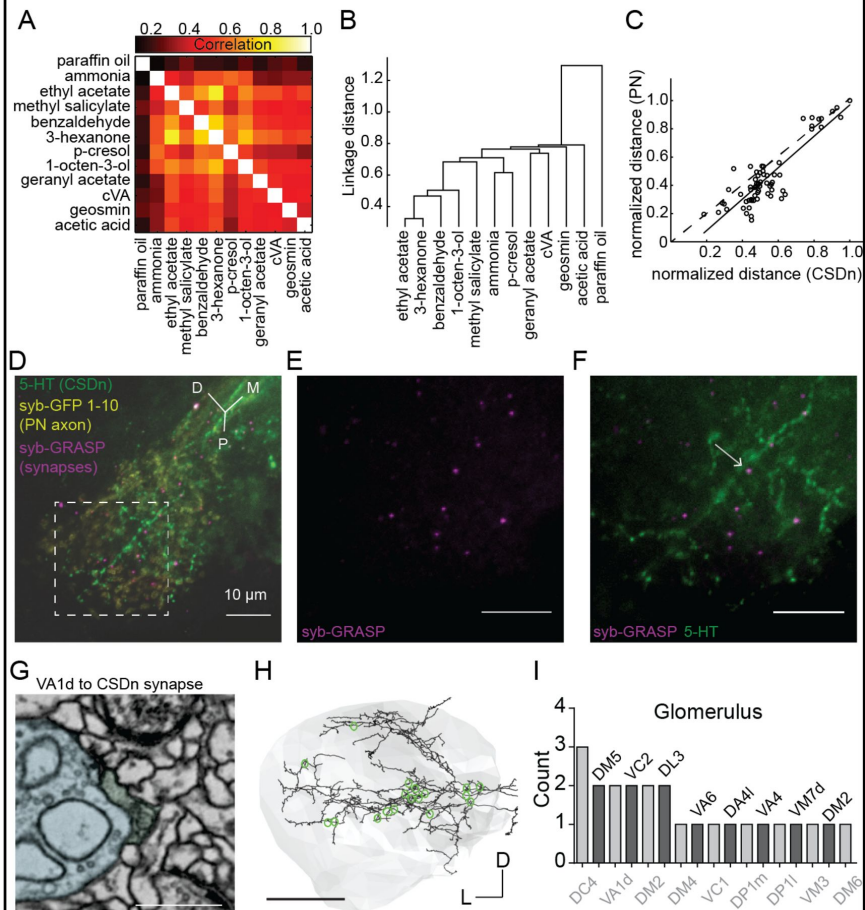 A
0.2 0.4 0.6 0.8 1.0
Correlation
paraffin oil
ammonia
ethyl acetate
methyl salicylate
benzaldehyde
3-hexanone
p-cresol
1-octen-3-ol
geranyl acetate
cVA
geosmin
acetic acid
paraffin oil
ammonia
ethyl acetate
methyl salicylate
benzaldehyde
3-hexanone
p-cresol
1-octen-3-ol
geranyl acetate
cVA
geosmin
acetic acid
B
Linkage distance
1.2
1.0
0.8
0.6
0.4
ethyl acetate
3-hexanone
benzaldehyde
1-octen-3-ol
methyl salicylate
ammonia
p-cresol
geranyl acetate
cVA
geosmin
acetic acid
paraffin oil
C
normalized distance (PN)
1.0
0.8
0.6
0.4
0.2
0
0.2 0.4 0.6 0.8 1.0
normalized distance (CSDn)
D
5-HT (CSDn)
syb-GFP 1-10
(PN axon)
syb-GRASP
(synapses)
D M
P
10 µm
E
syb-GRASP
F
syb-GRASP 5-HT
G
VA1d to CSDn synapse
H
D
L
I
Glomerulus
Count
4
3
2
1
0
DM5 VC2 DL3
VA6 DA4l VA4 VM7d DM2
DC4 VA1d DM2 DM4 VC1 DP1m DP1l VM3 DM6